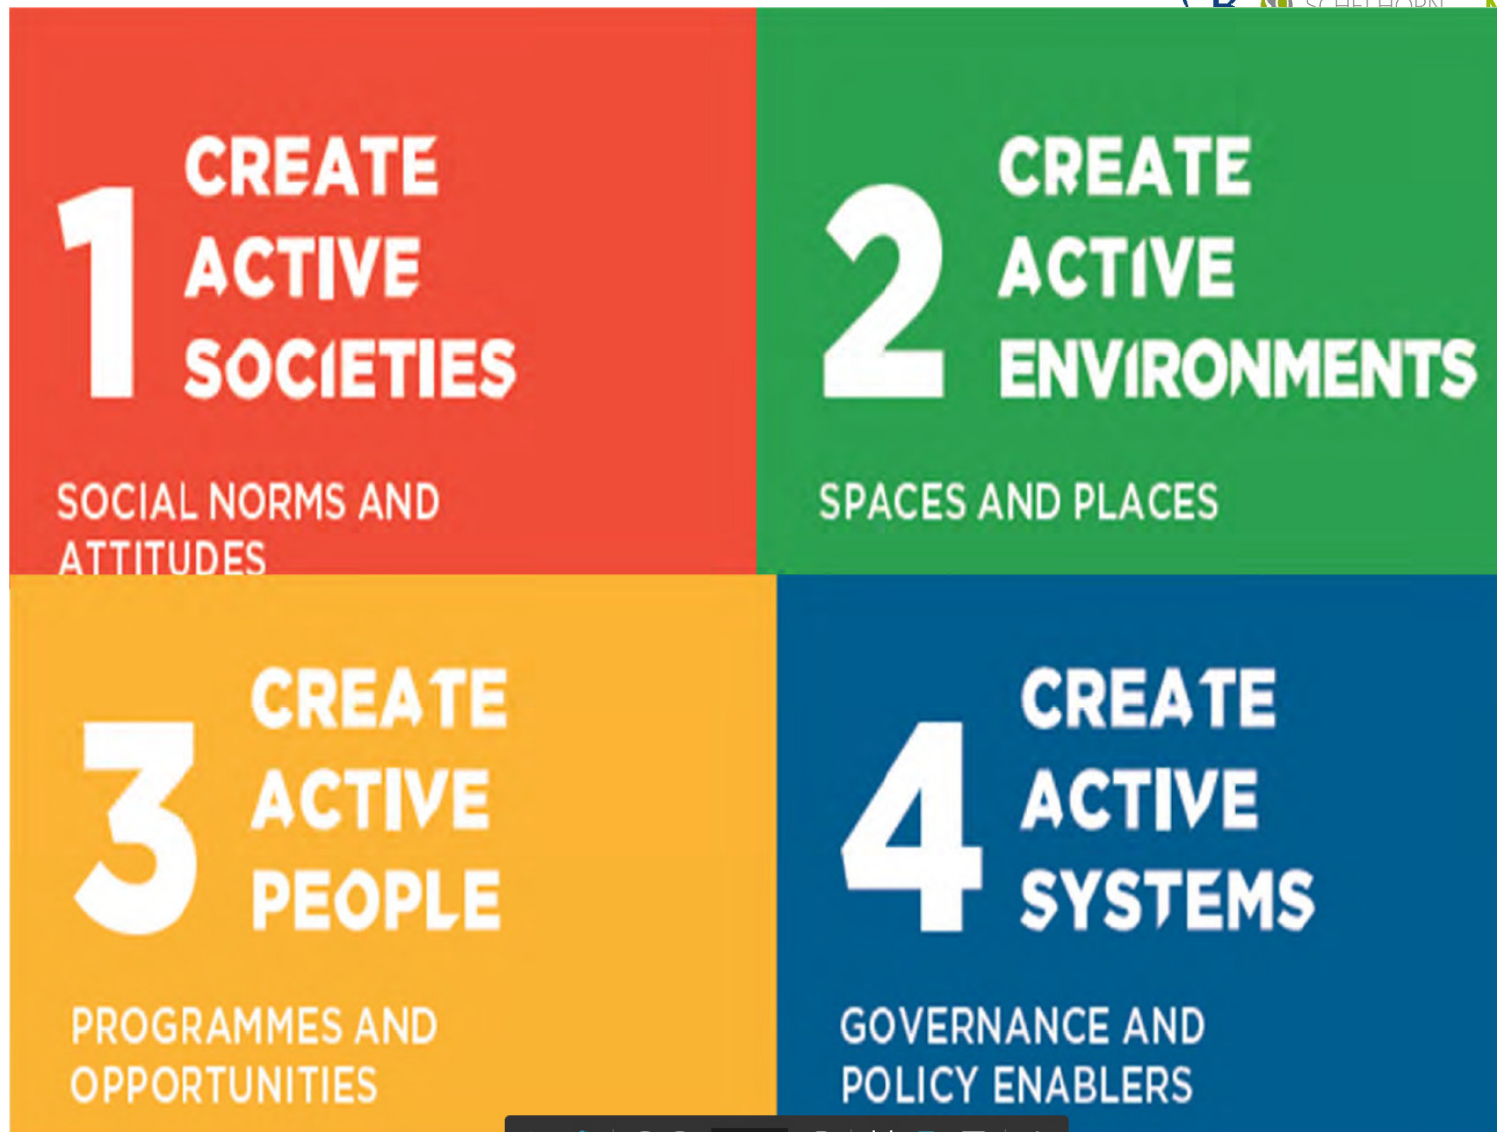 1
CREATE
ACTIVE
SOCIETIES
SOCIAL NORMS AND
ATTITUDES
2
CREATE
ACTIVE
ENVIRONMENTS
SPACES AND PLACES
3
CREATE
ACTIVE
PEOPLE
PROGRAMMES AND
OPPORTUNITIES
4
CREATE
ACTIVE
SYSTEMS
GOVERNANCE AND
POLICY ENABLERS